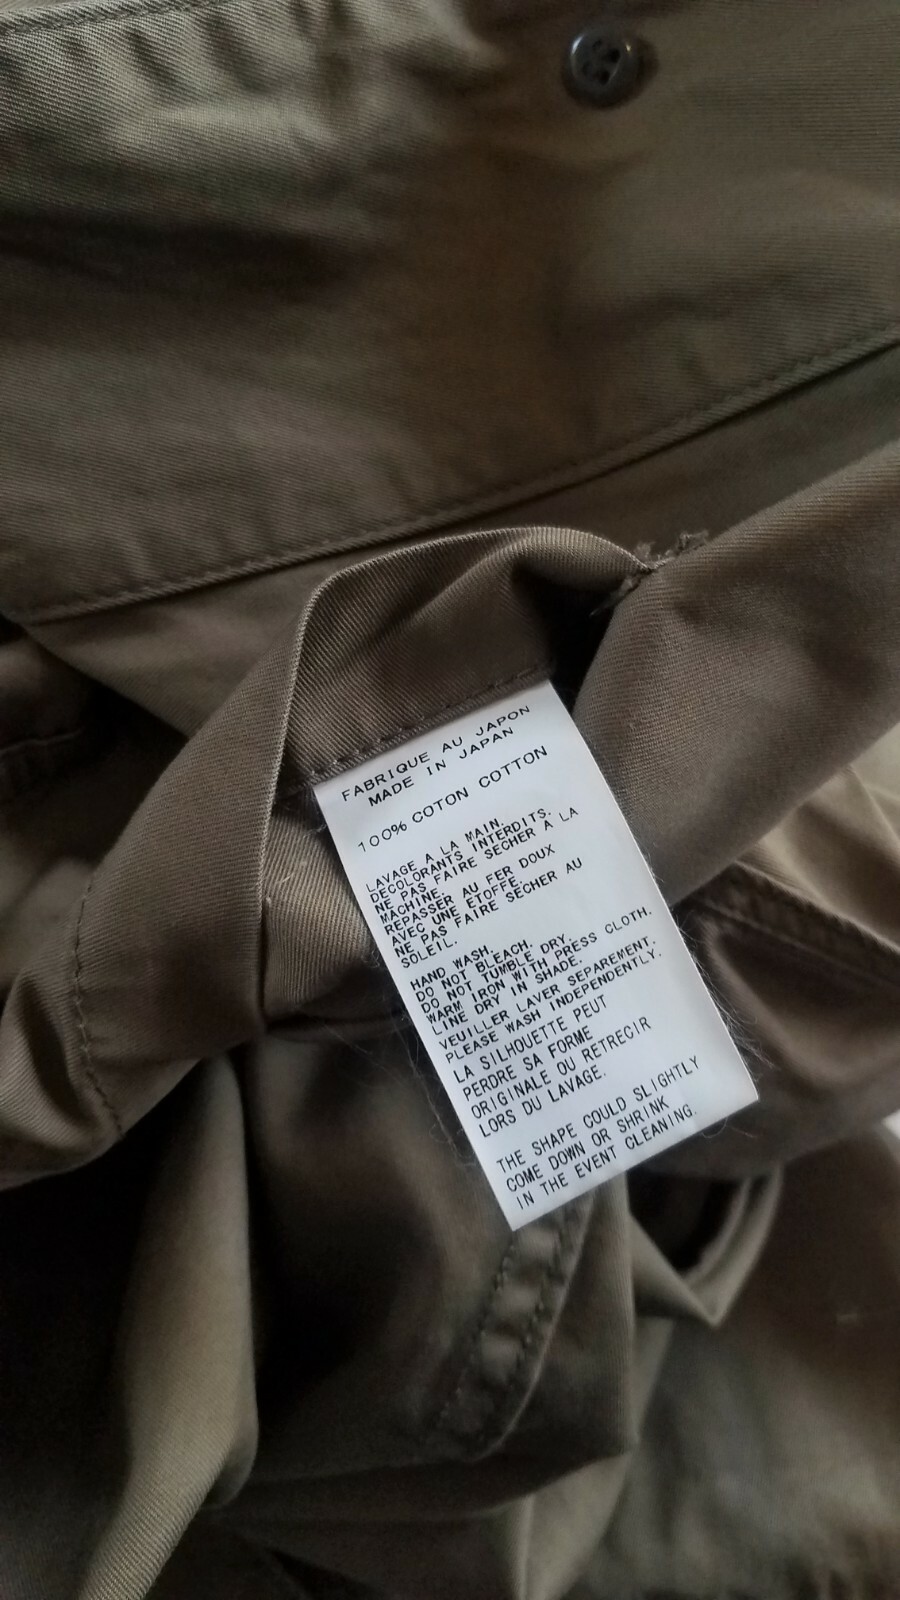 FABRIQUE AU JAPON
MADE IN JAPAN
100% COTON COTTON
LAVAGE A LA MAIN.
DECOLORANTS INTERDITS.
NE PAS FAIRE SECHER A LA
MACHINE.
REPASSER AU FER DOUX
AVEC UNE ETOFFE.
NE PAS FAIRE SECHER AU
SOLEIL.
HAND WASH.
DO NOT BLEACH.
DO NOT TUMBLE DRY.
WARM IRON WITH PRESS CLOTH.
LINE DRY IN SHADE.
VEUILLER LAVER SEPAREMENT.
PLEASE WASH INDEPENDENTLY.
LA SILHOUETTE PEUT
PERDRE SA FORME
ORIGINALE OU RETRECIR
LORS DU LAVAGE.
THE SHAPE COULD SLIGHTLY
COME DOWN OR SHRINK
IN THE EVENT CLEANING.